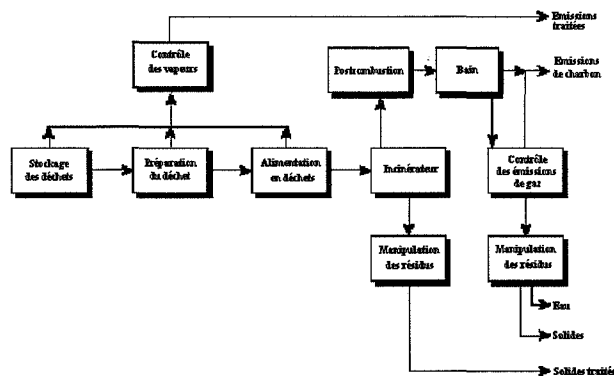 Emissions
traitées
Contrôle
des vapeurs
Postcombustion
Bain
Emissions
de charbon
Stockage
des déchets
Préparation
du déchet
Alimentation
en déchets
Incinérateur
Contrôle
des émissions
de gaz
Manipulation
des résidus
Manipulation
des résidus
Eau
Solides
Solides traités